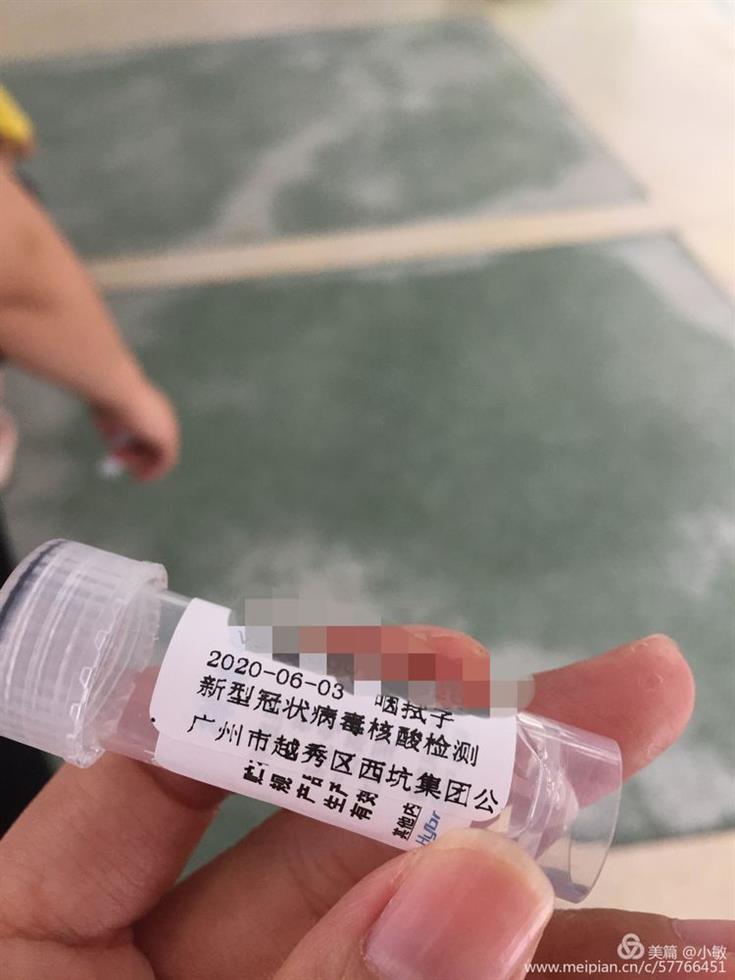 2020-06-03 咽拭子
新型冠状病毒核酸检测
广州市越秀区西坑集团公
Hybr
美篇 @小敏
www.meipian.cn/c/57766451